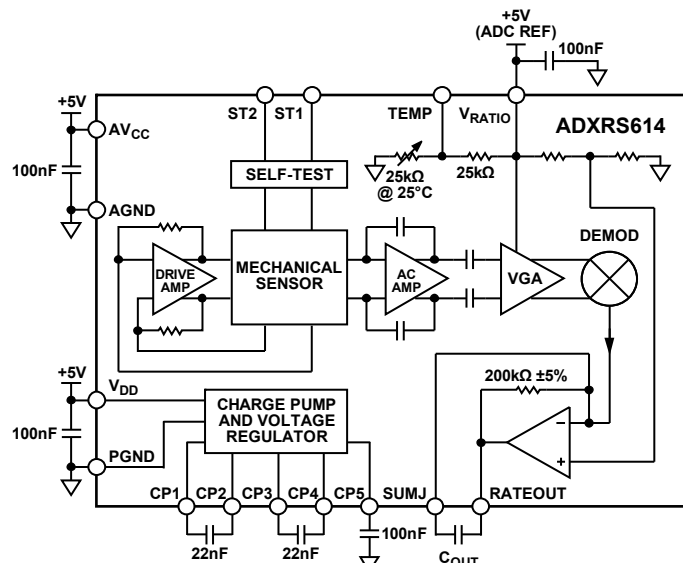 +5V
(ADC REF)
100nF
+5V
ST2
ST1
TEMP
VRATIO
ADXRS614
AVCC
100nF
25kΩ
@ 25°C
25kΩ
SELF-TEST
AGND
DEMOD
DRIVE
AMP
MECHANICAL
SENSOR
AC
AMP
VGA
+5V
VDD
200kΩ ±5%
CHARGE PUMP
AND VOLTAGE
REGULATOR
100nF
−
+
PGND
CP1
CP2
CP3
CP4
CP5
SUMJ
RATEOUT
22nF
22nF
100nF
COUT